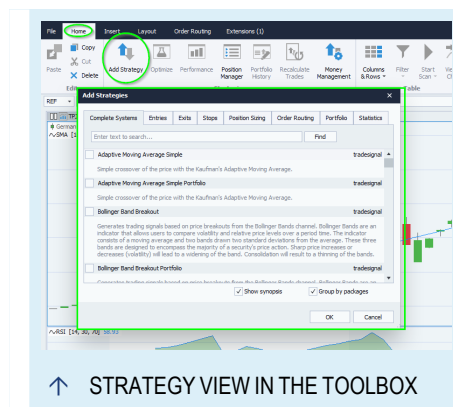 File Home Insert Layout Order Routing Extensions (1)
Copy
Cut
Paste
Delete
Add Strategy Optimize Performance Position Manager Portfolio History Recalculate Trades Money Management Columns & Rows Filter Start Scan
Table
REF
Add Strategies
Complete Systems Entries Exits Stops Position Sizing Order Routing Portfolio Statistics
Enter text to search... Find
Adaptive Moving Average Simple tradesignal
Simple crossover of the price with the Kaufman's Adaptive Moving Average.
Adaptive Moving Average Simple Portfolio tradesignal
Simple crossover of the price with the Kaufman's Adaptive Moving Average.
Bollinger Band Breakout tradesignal
Generates trading signals based on price breakouts from the Bollinger Bands channel. Bollinger Bands are an
indicator that allows users to compare volatility and relative price levels over a period time. The indicator
consists of a moving average and two bands drawn two standard deviations from the average. These three
bands are designed to encompass the majority of a security's price action. Sharp price increases or
decreases (volatlity) will lead to a widening of the band. Consolidation will result to a thinning of the bands.
Bollinger Band Breakout Portfolio tradesignal
Show synopsis Group by packages
OK Cancel
RSI [14, 30, 70] 58.93
STRATEGY VIEW IN THE TOOLBOX